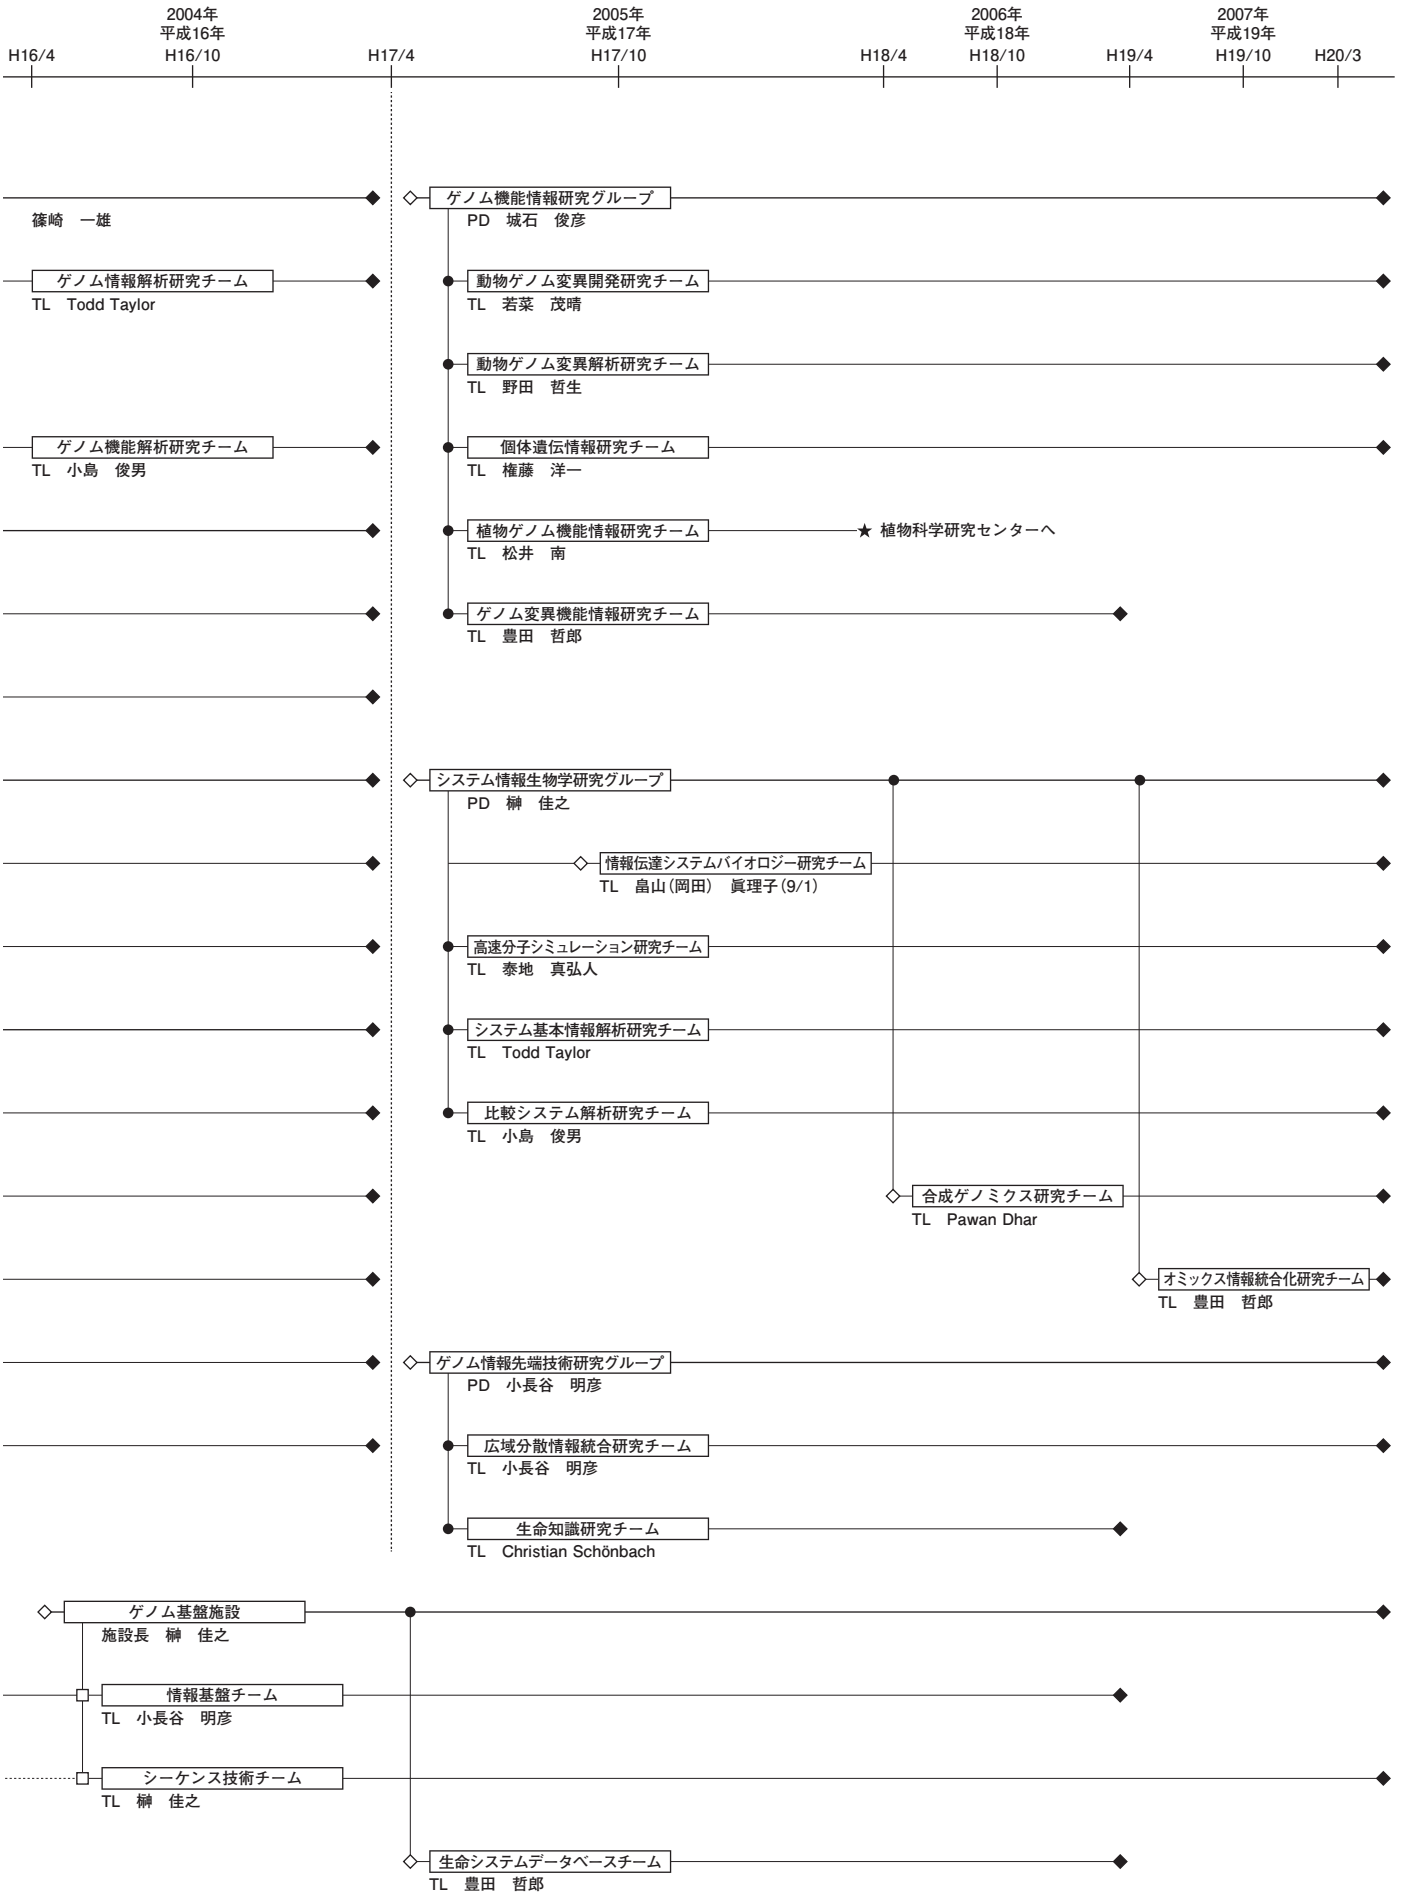 2004年 2005年 2006年 2007年
平成16年 平成17年 平成18年 平成19年
H16/4 H16/10 H17/4 H17/10 H18/4 H18/10 H19/4 H19/10 H20/3
ゲノム機能情報研究グループ
篠崎　一雄 PD　城石　俊彦
ゲノム情報解析研究チーム 動物ゲノム変異開発研究チーム
TL　Todd Taylor TL　若菜　茂晴
動物ゲノム変異解析研究チーム
TL　野田　哲生
ゲノム機能解析研究チーム 個体遺伝情報研究チーム
TL　小島　俊男 TL　権藤　洋一
植物ゲノム機能情報研究チーム ★ 植物科学研究センターへ
TL　松井　南
ゲノム変異機能情報研究チーム
TL　豊田　哲郎
システム情報生物学研究グループ
PD　榊　佳之
情報伝達システムバイオロジー研究チーム
TL　畠山(岡田)　眞理子(9/1)
高速分子シミュレーション研究チーム
TL　泰地　真弘人
システム基本情報解析研究チーム
TL　Todd Taylor
比較システム解析研究チーム
TL　小島　俊男
合成ゲノミクス研究チーム
TL　Pawan Dhar
オミックス情報統合化研究チーム
TL　豊田　哲郎
ゲノム情報先端技術研究グループ
PD　小長谷　明彦
広域分散情報統合研究チーム
TL　小長谷　明彦
生命知識研究チーム
TL　Christian Schönbach
ゲノム基盤施設
施設長　榊　佳之
情報基盤チーム
TL　小長谷　明彦
シーケンス技術チーム
TL　榊　佳之
生命システムデータベースチーム
TL　豊田　哲郎